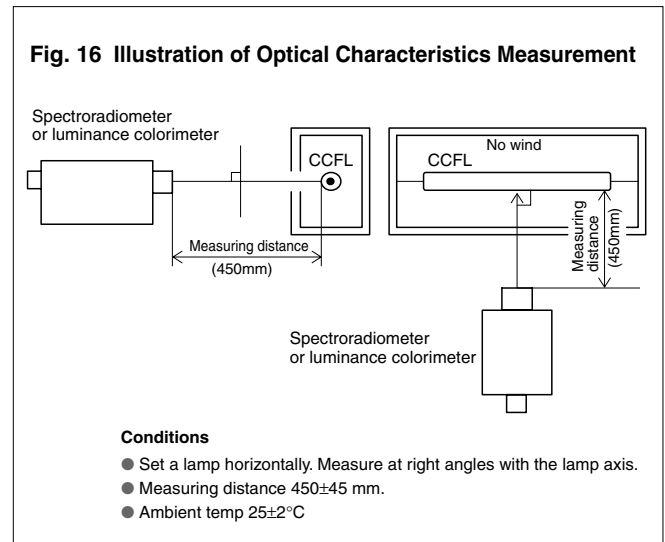 Fig. 16 Illustration of Optical Characteristics Measurement
Spectroradiometer
or luminance colorimeter
CCFL
Measuring distance
(450mm)
No wind
CCFL
Measuring
distance
(450mm)
Spectroradiometer
or luminance colorimeter
Conditions
● Set a lamp horizontally. Measure at right angles with the lamp axis.
● Measuring distance 450±45 mm.
● Ambient temp 25±2°C